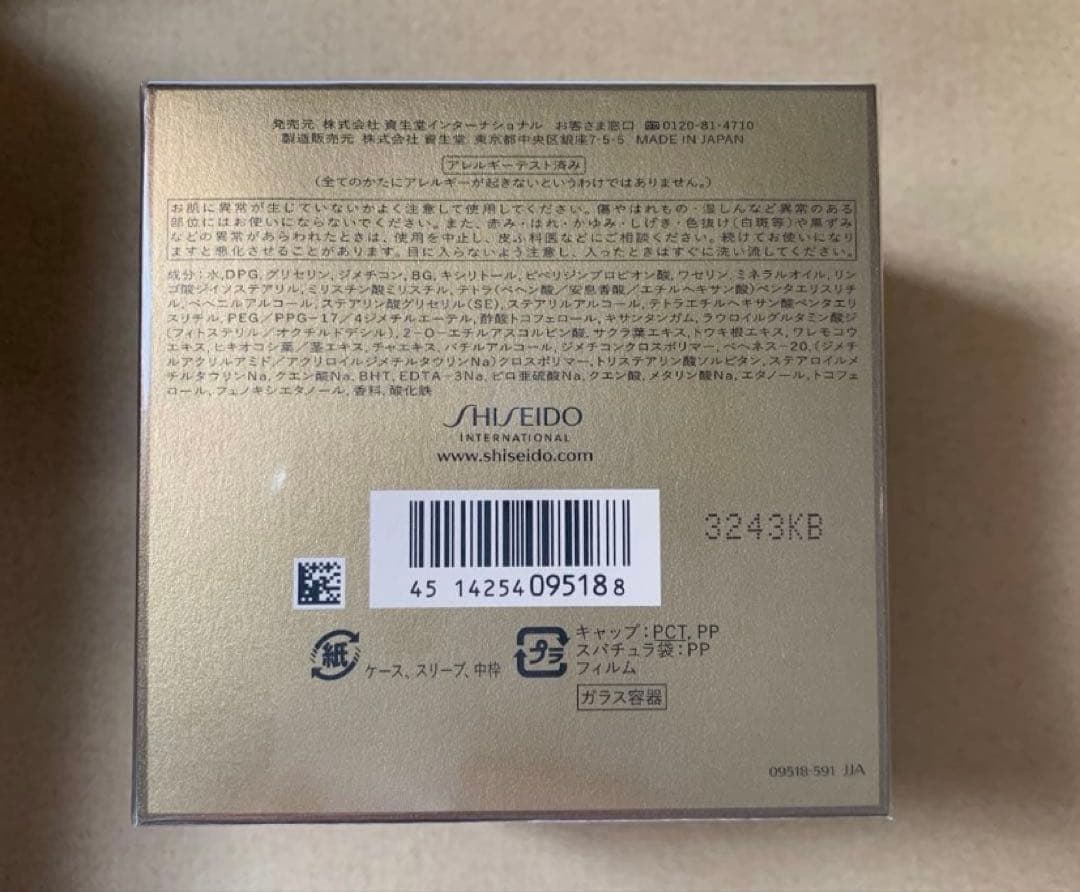 発売元 株式会社 資生堂インターナショナル お客さま窓口 0120-81-4710
製造販売元 株式会社 資生堂 東京都中央区銀座7-5-5 MADE IN JAPAN
アレルギーテスト済み
(全てのかたにアレルギーが起きないというわけではありません。)
お肌に異常が生じていないかよく注意して使用してください。傷やはれもの・湿しんなど異常のある
部位にはお使いにならないでください。また、赤み・はれ・かゆみ・しげき・色抜け(白斑等)や黒ずみ
などの異常があらわれたときは、使用を中止し、皮ふ科医などにご相談ください。続けてお使いになり
ますと悪化させることがあります。目に入らないよう注意し、入ったときはすぐに洗い流してください。
成分:水,DPG,グリセリン,ジメチコン,BG,キシリトール,ピペリジンプロピオン酸,ワセリン,ミネラルオイル,リン
ゴ酸ジイソステアリル,ミリスチン酸ミリスチル,テトラ(ベヘン酸/安息香酸/エチルヘキサン酸)ペンタエリスリチ
ル,ベヘニルアルコール,ステアリン酸グリセリル(SE),ステアリルアルコール,テトラエチルヘキサン酸ペンタエリ
スリチル,PEG/PPG-17/4ジメチルエーテル,酢酸トコフェロール,キサンタンガム,ラウロイルグルタミン酸ジ
(フィトステリル/オクチルドデシル),2-O-エチルアスコルビン酸,サクラ葉エキス,トウキ根エキス,ワレモコウ
エキス,ヒキオコシ葉/茎エキス,チャエキス,バチルアルコール,ジメチコンクロスポリマー,ベヘネス-20,(ジメチ
ルアクリルアミド/アクリロイルジメチルタウリンNa)クロスポリマー,トリステアリン酸ソルビタン,ステアロイルメ
チルタウリンNa,クエン酸Na,BHT,EDTA-3Na,ピロ亜硫酸Na,クエン酸,メタリン酸Na,エタノール,トコフェ
ロール,フェノキシエタノール,香料,酸化鉄
SHISEIDO
INTERNATIONAL
www.shiseido.com
3243KB
45 14254 09518 8
紙 ケース、スリーブ、中枠
プラ キャップ:PCT, PP
スパチュラ袋:PP
フィルム
ガラス容器
09518-591 JJA